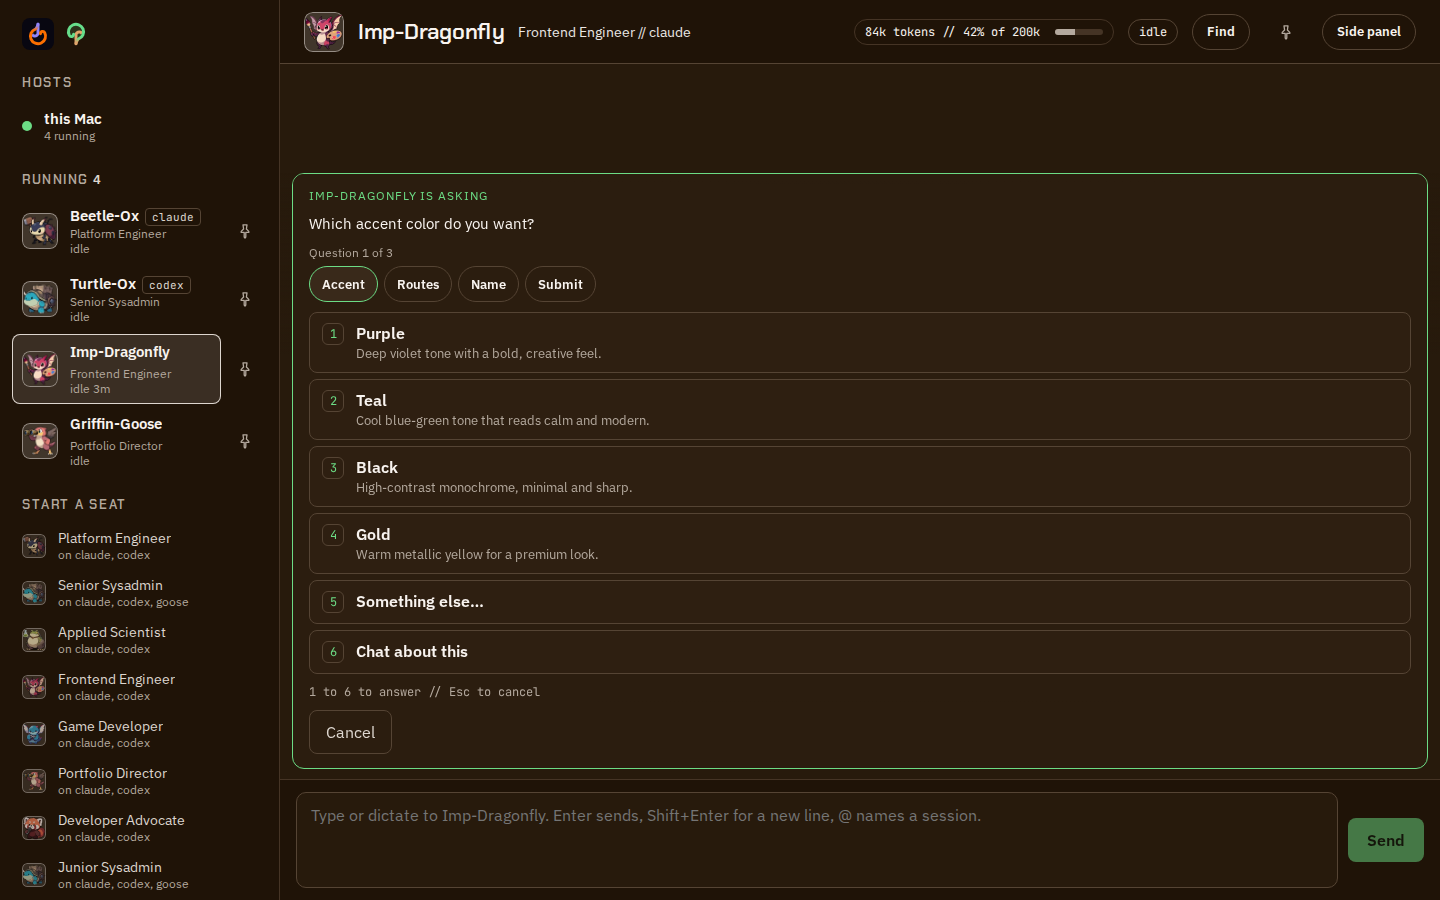 HOSTS
this Mac
4 running
RUNNING 4
Beetle-Ox claude
Platform Engineer
idle
Turtle-Ox codex
Senior Sysadmin
idle
Imp-Dragonfly
Frontend Engineer
idle 3m
Griffin-Goose
Portfolio Director
idle
START A SEAT
Platform Engineer
on claude, codex
Senior Sysadmin
on claude, codex, goose
Applied Scientist
on claude, codex
Frontend Engineer
on claude, codex
Game Developer
on claude, codex
Portfolio Director
on claude, codex
Developer Advocate
on claude, codex
Junior Sysadmin
on claude, codex, goose
Imp-Dragonfly Frontend Engineer // claude 84k tokens // 42% of 200k idle Find Side panel
IMP-DRAGONFLY IS ASKING
Which accent color do you want?
Question 1 of 3
Accent Routes Name Submit
1 Purple
Deep violet tone with a bold, creative feel.
2 Teal
Cool blue-green tone that reads calm and modern.
3 Black
High-contrast monochrome, minimal and sharp.
4 Gold
Warm metallic yellow for a premium look.
5 Something else...
6 Chat about this
1 to 6 to answer // Esc to cancel
Cancel
Type or dictate to Imp-Dragonfly. Enter sends, Shift+Enter for a new line, @ names a session.
Send